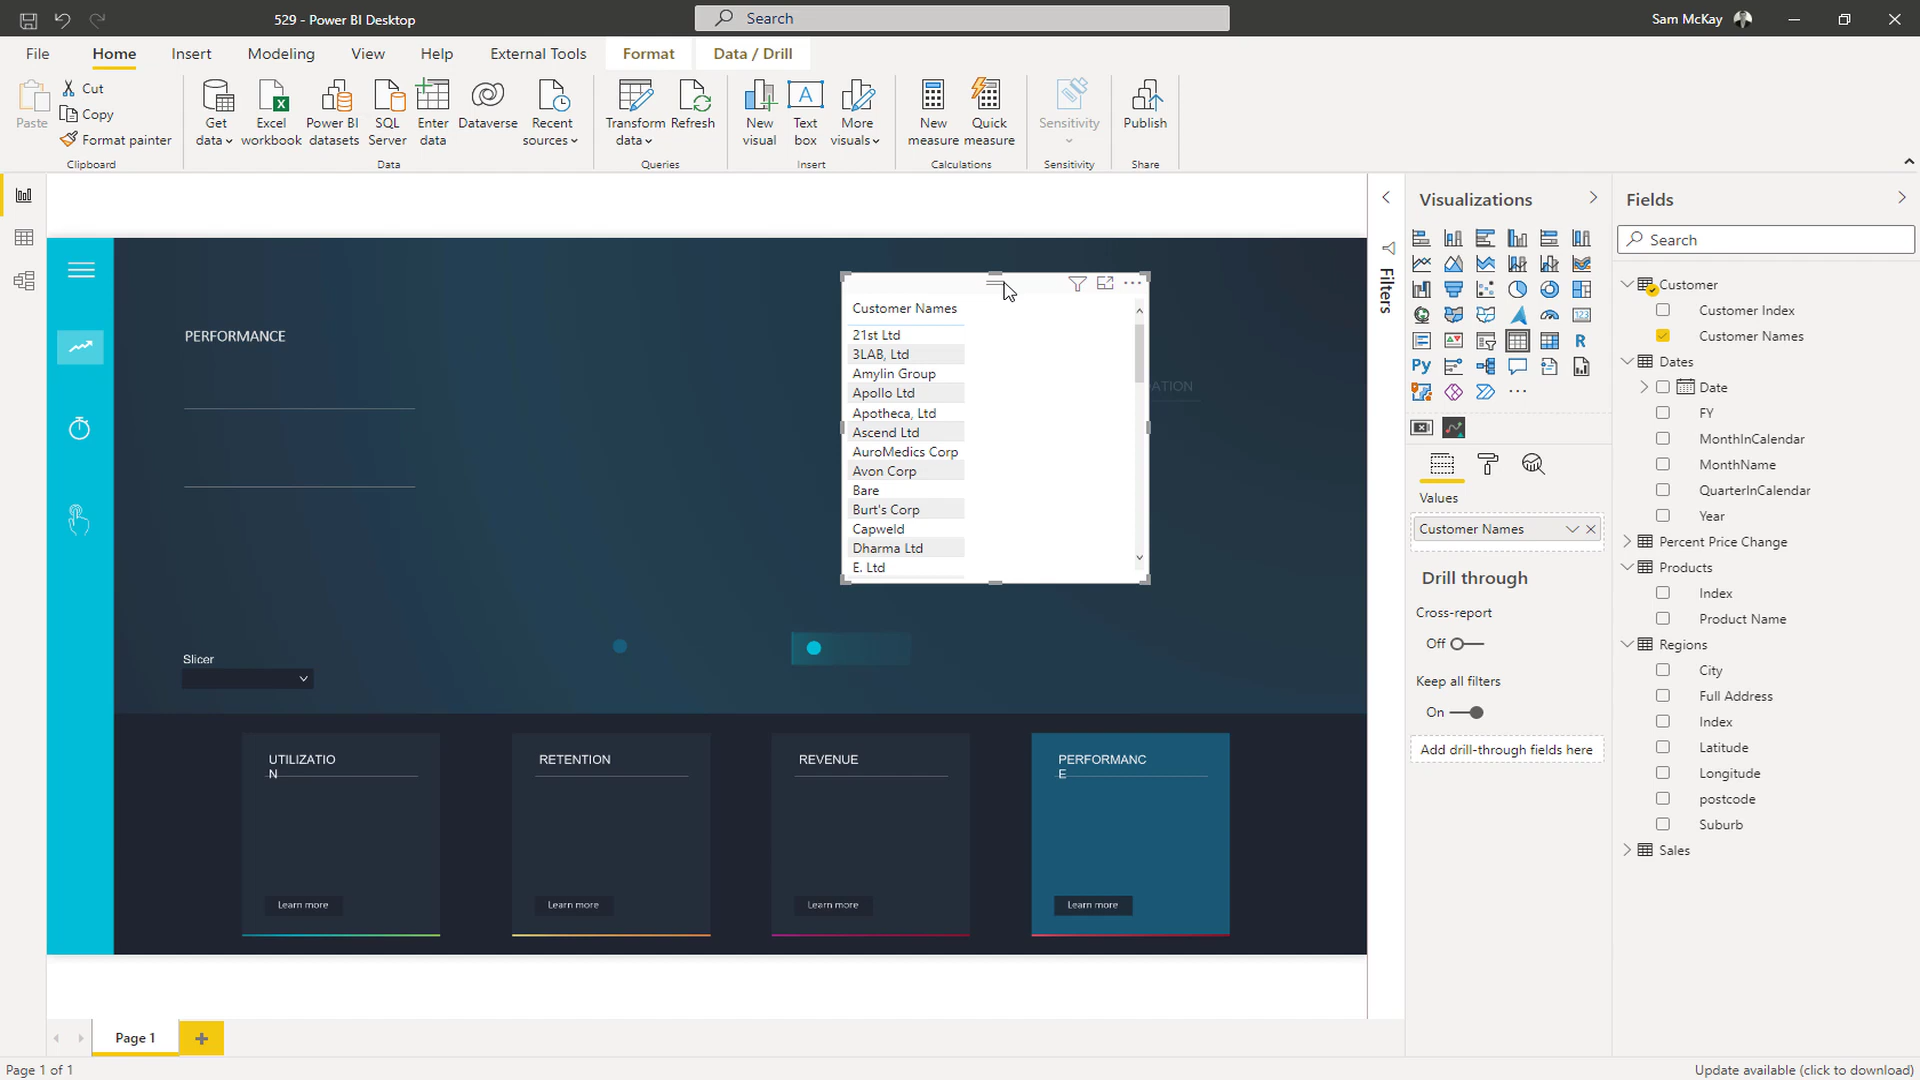 529 - Power BI Desktop
Search
Sam McKay
File
Home
Insert
Modeling
View
Help
External Tools
Format
Data / Drill
Paste
Cut
Copy
Format painter
Clipboard
Get
data
Excel
workbook
Power BI
datasets
SQL
Server
Enter
data
Dataverse
Recent
sources
Data
Transform
data
Refresh
Queries
New
visual
Text
box
More
visuals
Insert
New
measure
Quick
measure
Calculations
Sensitivity
Sensitivity
Publish
Share
PERFORMANCE
Slicer
Customer Names
21st Ltd
3LAB, Ltd
Amylin Group
Apollo Ltd
Apotheca, Ltd
Ascend Ltd
AuroMedics Corp
Avon Corp
Bare
Burt's Corp
Capweld
Dharma Ltd
E. Ltd
ATION
UTILIZATIO
N
Learn more
RETENTION
Learn more
REVENUE
Learn more
PERFORMANC
E
Learn more
Filters
Visualizations
Py
R
Values
Customer Names
Drill through
Cross-report
Off
Keep all filters
On
Add drill-through fields here
Fields
Search
Customer
Customer Index
Customer Names
Dates
Date
FY
MonthInCalendar
MonthName
QuarterInCalendar
Year
Percent Price Change
Products
Index
Product Name
Regions
City
Full Address
Index
Latitude
Longitude
postcode
Suburb
Sales
Page 1
Page 1 of 1
Update available (click to download)